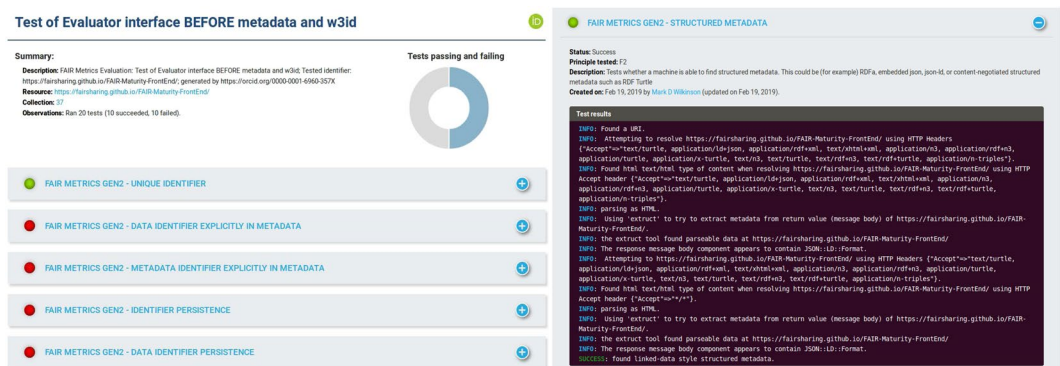 Test of Evaluator interface BEFORE metadata and w3id
iD
Summary:
Description: FAIR Metrics Evaluation: Test of Evaluator interface BEFORE metadata and w3id; Tested identifier:
https://fairsharing.github.io/FAIR-Maturity-FrontEnd/; generated by https://orcid.org/0000-0001-6960-357X
Resource: https://fairsharing.github.io/FAIR-Maturity-FrontEnd/
Collection: 37
Observations: Ran 20 tests (10 succeeded, 10 failed).
Tests passing and failing
FAIR METRICS GEN2 - UNIQUE IDENTIFIER
FAIR METRICS GEN2 - DATA IDENTIFIER EXPLICITLY IN METADATA
FAIR METRICS GEN2 - METADATA IDENTIFIER EXPLICITLY IN METADATA
FAIR METRICS GEN2 - IDENTIFIER PERSISTENCE
FAIR METRICS GEN2 - DATA IDENTIFIER PERSISTENCE
FAIR METRICS GEN2 - STRUCTURED METADATA
Status: Success
Principle tested: F2
Description: Tests whether a machine is able to find structured metadata. This could be (for example) RDFa, embedded json, json-ld, or content-negotiated structured
metadata such as RDF Turtle
Created on: Feb 19, 2019 by Mark D Wilkinson (updated on Feb 19, 2019).
Test results
INFO: Found a URI.
INFO: Attempting to resolve https://fairsharing.github.io/FAIR-Maturity-FrontEnd/ using HTTP Headers
{"Accept"=>"text/turtle, application/ld+json, application/rdf+xml, text/xhtml+xml, application/n3, application/rdf+n3,
application/turtle, application/x-turtle, text/n3, text/turtle, text/rdf+n3, text/rdf+turtle, application/n-triples"}.
INFO: Found html text/html type of content when resolving https://fairsharing.github.io/FAIR-Maturity-FrontEnd/ using HTTP
Accept header {"Accept"=>"text/turtle, application/ld+json, application/rdf+xml, text/xhtml+xml, application/n3,
application/rdf+n3, application/turtle, application/x-turtle, text/n3, text/turtle, text/rdf+n3, text/rdf+turtle,
application/n-triples"}.
INFO: parsing as HTML.
INFO: Using 'extruct' to try to extract metadata from return value (message body) of https://fairsharing.github.io/FAIR-
Maturity-FrontEnd/.
INFO: the extruct tool found parseable data at https://fairsharing.github.io/FAIR-Maturity-FrontEnd/
INFO: The response message body component appears to contain JSON::LD::Format.
INFO: Attempting to https://fairsharing.github.io/FAIR-Maturity-FrontEnd/ using HTTP Headers {"Accept"=>"text/turtle,
application/ld+json, application/rdf+xml, text/xhtml+xml, application/n3, application/rdf+n3, application/turtle,
application/x-turtle, text/n3, text/turtle, text/rdf+n3, text/rdf+turtle, application/n-triples"}.
INFO: Found html text/html type of content when resolving https://fairsharing.github.io/FAIR-Maturity-FrontEnd/ using HTTP
Accept header {"Accept"=>"*/*"}.
INFO: parsing as HTML.
INFO: Using 'extruct' to try to extract metadata from return value (message body) of https://fairsharing.github.io/FAIR-
Maturity-FrontEnd/.
INFO: the extruct tool found parseable data at https://fairsharing.github.io/FAIR-Maturity-FrontEnd/
INFO: The response message body component appears to contain JSON::LD::Format.
SUCCESS: found linked-data style structured metadata.